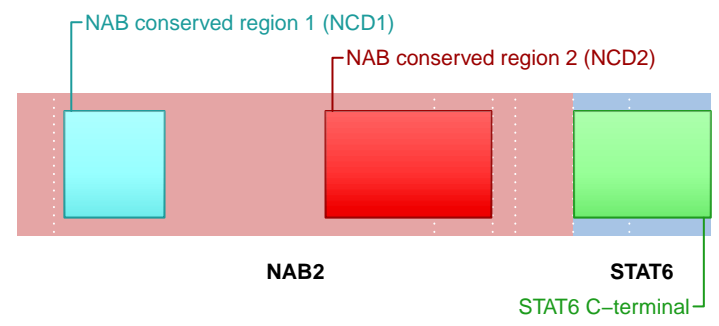 NAB conserved region 1 (NCD1)
NAB conserved region 2 (NCD2)
NAB2
STAT6
STAT6 C−terminal